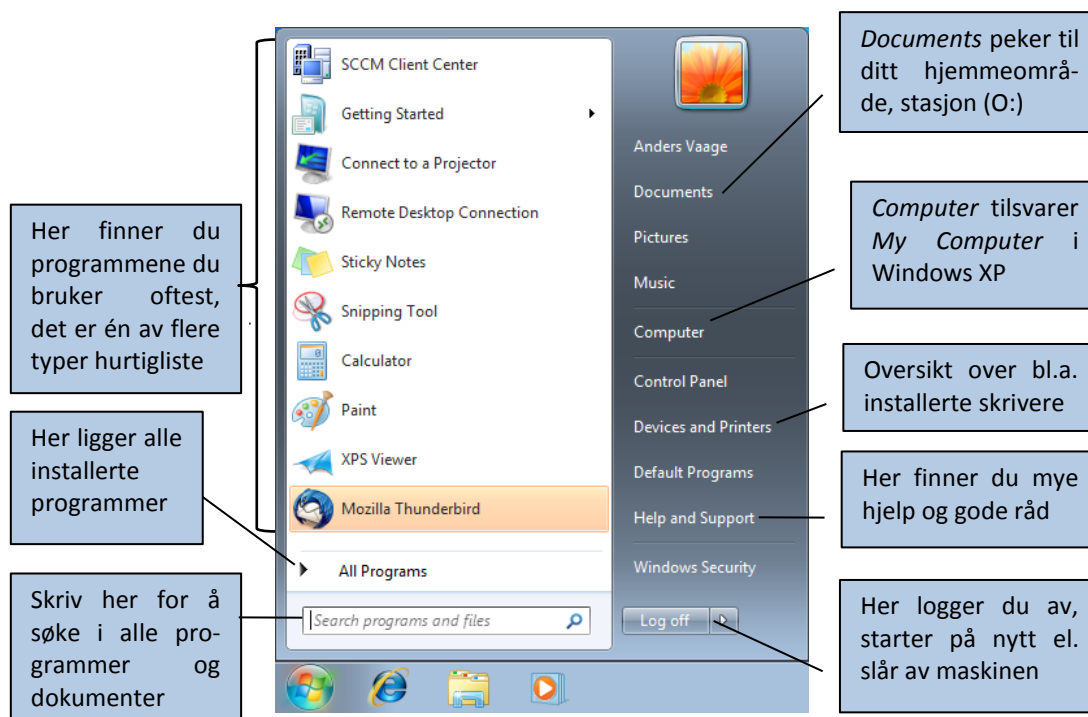 Her finner du
programmene du
bruker oftest,
det er én av flere
typer hurtigliste
Her ligger alle
installerte
programmer
Skriv her for å
søke i alle pro-
grammer og
dokumenter
SCCM Client Center
Getting Started
Connect to a Projector
Remote Desktop Connection
Sticky Notes
Snipping Tool
Calculator
Paint
XPS Viewer
Mozilla Thunderbird
All Programs
Search programs and files
Anders Vaage
Documents
Pictures
Music
Computer
Control Panel
Devices and Printers
Default Programs
Help and Support
Windows Security
Log off
Documents peker til
ditt hjemmeområ-
de, stasjon (O:)
Computer tilsvarer
My Computer i
Windows XP
Oversikt over bl.a.
installerte skrivere
Her finner du mye
hjelp og gode råd
Her logger du av,
starter på nytt el.
slår av maskinen